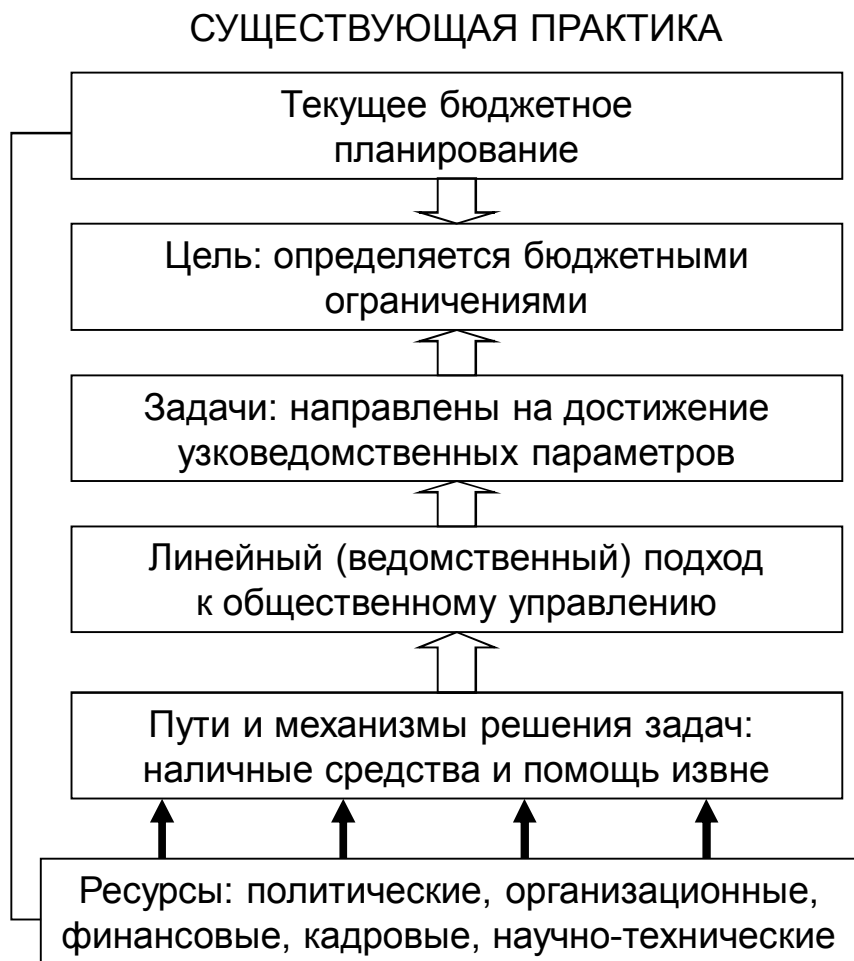 СУЩЕСТВУЮЩАЯ ПРАКТИКА
Текущее бюджетное
планирование
Цель: определяется бюджетными
ограничениями
Задачи: направлены на достижение
узковедомственных параметров
Линейный (ведомственный) подход
к общественному управлению
Пути и механизмы решения задач:
наличные средства и помощь извне
Ресурсы: политические, организационные,
финансовые, кадровые, научно-технические